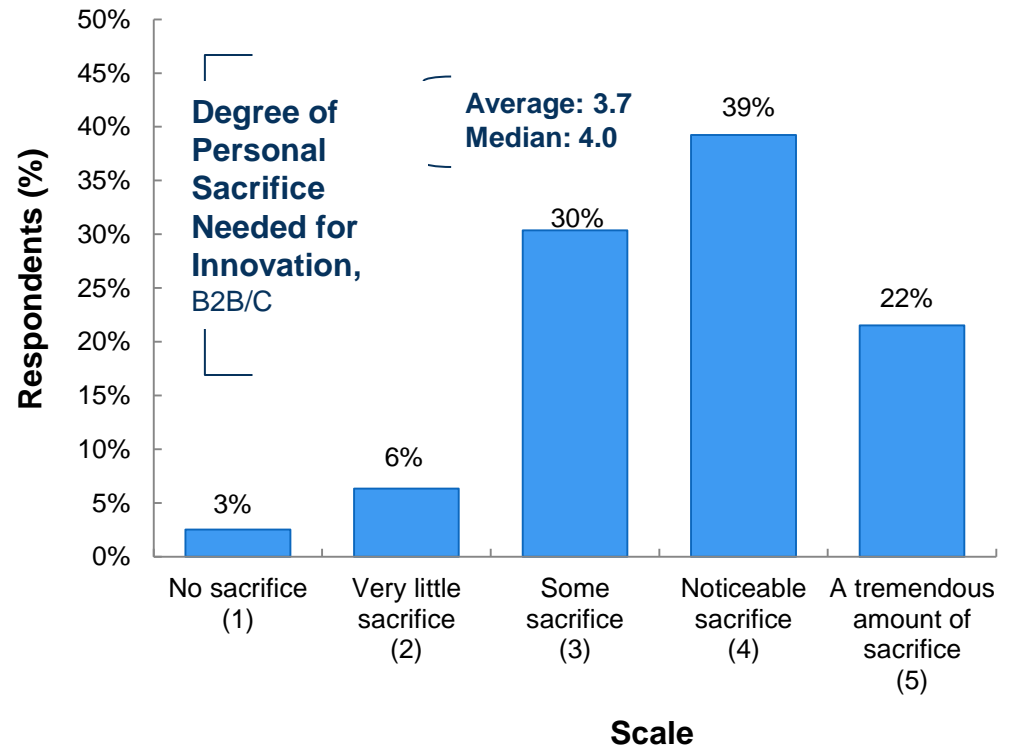 50%
45%
40%
35%
30%
25%
20%
15%
10%
5%
0%
Respondents (%)
Degree of
Personal
Sacrifice
Needed for
Innovation,
B2B/C
Average: 3.7
Median: 4.0
3%
6%
30%
39%
22%
No sacrifice
(1)
Very little
sacrifice
(2)
Some
sacrifice
(3)
Noticeable
sacrifice
(4)
A tremendous
amount of
sacrifice
(5)
Scale